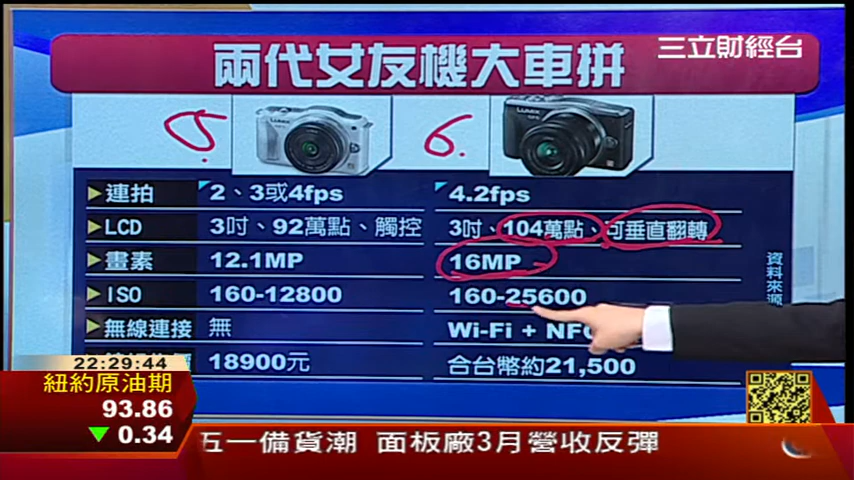 三立財經台
兩代女友機大車拼
5.
6.
LUMIX
LUMIX
連拍 2、3或4fps 4.2fps
LCD 3吋、92萬點、觸控 3吋、104萬點、可垂直翻轉
畫素 12.1MP 16MP
ISO 160-12800 160-25600
無線連接 無 Wi-Fi + NFC
18900元 合台幣約21,500
資料來源
22:29:44
紐約原油期
93.86
▼ 0.34
五一備貨潮 面板廠3月營收反彈